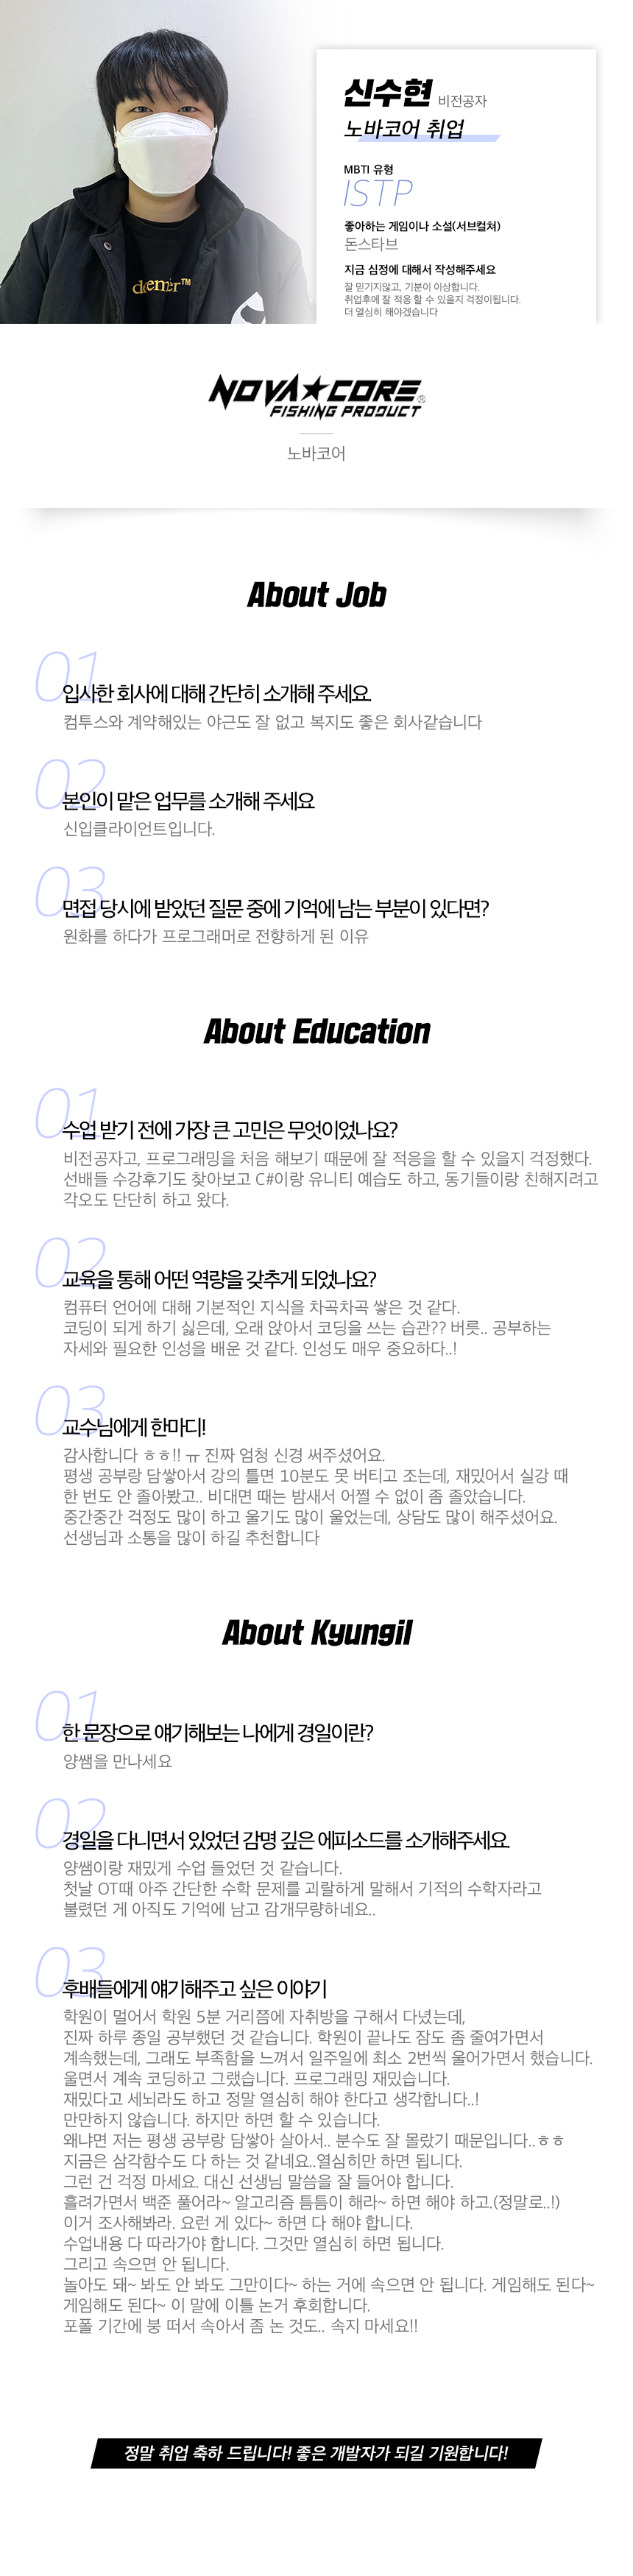 신수현 비전공자
노바코어 취업
MBTI 유형
ISTP
좋아하는 게임이나 소설(서브컬쳐)
돈스타브
지금 심정에 대해서 작성해주세요
잘 믿기지않고, 기분이 이상합니다.
취업후에 잘 적응 할 수 있을지 걱정이됩니다.
더 열심히 해야겠습니다
deemer™
NOVA★CORE
FISHING PRODUCT®
노바코어
About Job
01
입사한 회사에 대해 간단히 소개해 주세요.
컴투스와 계약해있는 야근도 잘 없고 복지도 좋은 회사같습니다
02
본인이 맡은 업무를 소개해 주세요
신입클라이언트입니다.
03
면접 당시에 받았던 질문 중에 기억에 남는 부분이 있다면?
원화를 하다가 프로그래머로 전향하게 된 이유
About Education
01
수업 받기 전에 가장 큰 고민은 무엇이었나요?
비전공자고, 프로그래밍을 처음 해보기 때문에 잘 적응을 할 수 있을지 걱정했다.
선배들 수강후기도 찾아보고 C#이랑 유니티 예습도 하고, 동기들이랑 친해지려고
각오도 단단히 하고 왔다.
02
교육을 통해 어떤 역량을 갖추게 되었나요?
컴퓨터 언어에 대해 기본적인 지식을 차곡차곡 쌓은 것 같다.
코딩이 되게 하기 싫은데, 오래 앉아서 코딩을 쓰는 습관?? 버릇.. 공부하는
자세와 필요한 인성을 배운 것 같다. 인성도 매우 중요하다..!
03
교수님에게 한마디!
감사합니다 ㅎㅎ!! ㅠ 진짜 엄청 신경 써주셨어요.
평생 공부랑 담쌓아서 강의 틀면 10분도 못 버티고 조는데, 재밌어서 실강 때
한 번도 안 졸아봤고.. 비대면 때는 밤새서 어쩔 수 없이 좀 졸았습니다.
중간중간 걱정도 많이 하고 울기도 많이 울었는데, 상담도 많이 해주셨어요.
선생님과 소통을 많이 하길 추천합니다
About Kyungil
01
한 문장으로 얘기해보는 나에게 경일이란?
양쌤을 만나세요
02
경일을 다니면서 있었던 감명 깊은 에피소드를 소개해주세요.
양쌤이랑 재밌게 수업 들었던 것 같습니다.
첫날 OT때 아주 간단한 수학 문제를 괴랄하게 말해서 기적의 수학자라고
불렸던 게 아직도 기억에 남고 감개무량하네요..
03
후배들에게 얘기해주고 싶은 이야기
학원이 멀어서 학원 5분 거리쯤에 자취방을 구해서 다녔는데,
진짜 하루 종일 공부했던 것 같습니다. 학원이 끝나도 잠도 좀 줄여가면서
계속했는데, 그래도 부족함을 느껴서 일주일에 최소 2번씩 울어가면서 했습니다.
울면서 계속 코딩하고 그랬습니다. 프로그래밍 재밌습니다.
재밌다고 세뇌라도 하고 정말 열심히 해야 한다고 생각합니다..!
만만하지 않습니다. 하지만 하면 할 수 있습니다.
왜냐면 저는 평생 공부랑 담쌓아 살아서.. 분수도 잘 몰랐기 때문입니다..ㅎㅎ
지금은 삼각함수도 다 하는 것 같네요..열심히만 하면 됩니다.
그런 건 걱정 마세요. 대신 선생님 말씀을 잘 들어야 합니다.
흘려가면서 백준 풀어라~ 알고리즘 틈틈이 해라~ 하면 해야 하고.(정말로..!)
이거 조사해봐라. 요런 게 있다~ 하면 다 해야 합니다.
수업내용 다 따라가야 합니다. 그것만 열심히 하면 됩니다.
그리고 속으면 안 됩니다.
놀아도 돼~ 봐도 안 봐도 그만이다~ 하는 거에 속으면 안 됩니다. 게임해도 된다~
게임해도 된다~ 이 말에 이틀 논거 후회합니다.
포폴 기간에 붕 떠서 속아서 좀 논 것도.. 속지 마세요!!
정말 취업 축하 드립니다! 좋은 개발자가 되길 기원합니다!